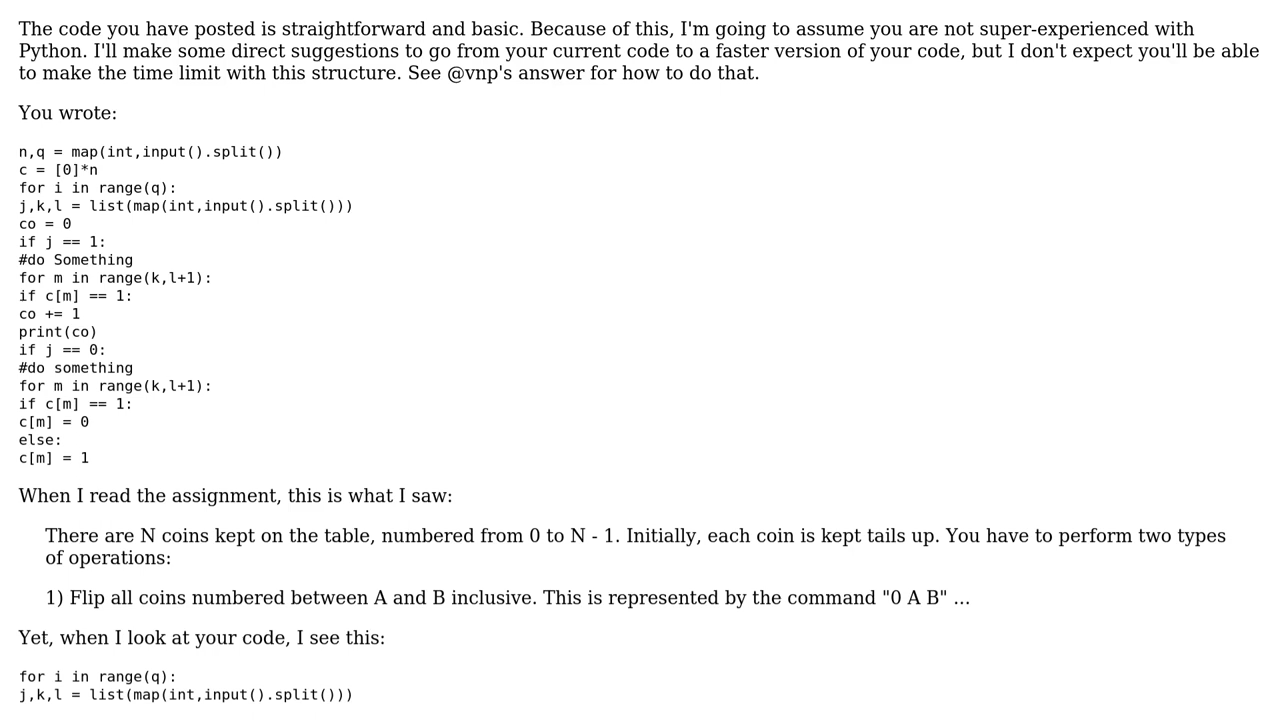 The code you have posted is straightforward and basic. Because of this, I'm going to assume you are not super-experienced with
Python. I'll make some direct suggestions to go from your current code to a faster version of your code, but I don't expect you'll be able
to make the time limit with this structure. See @vnp's answer for how to do that.
You wrote:
n,q = map(int,input().split())
c = [0]*n
for i in range(q):
j,k,l = list(map(int,input().split()))
co = 0
if j == 1:
#do Something
for m in range(k,l+1):
if c[m] == 1:
co += 1
print(co)
if j == 0:
#do something
for m in range(k,l+1):
if c[m] == 1:
c[m] = 0
else:
c[m] = 1
When I read the assignment, this is what I saw:
There are N coins kept on the table, numbered from 0 to N - 1. Initially, each coin is kept tails up. You have to perform two types
of operations:
1) Flip all coins numbered between A and B inclusive. This is represented by the command "0 A B" ...
Yet, when I look at your code, I see this:
for i in range(q):
j,k,l = list(map(int,input().split()))